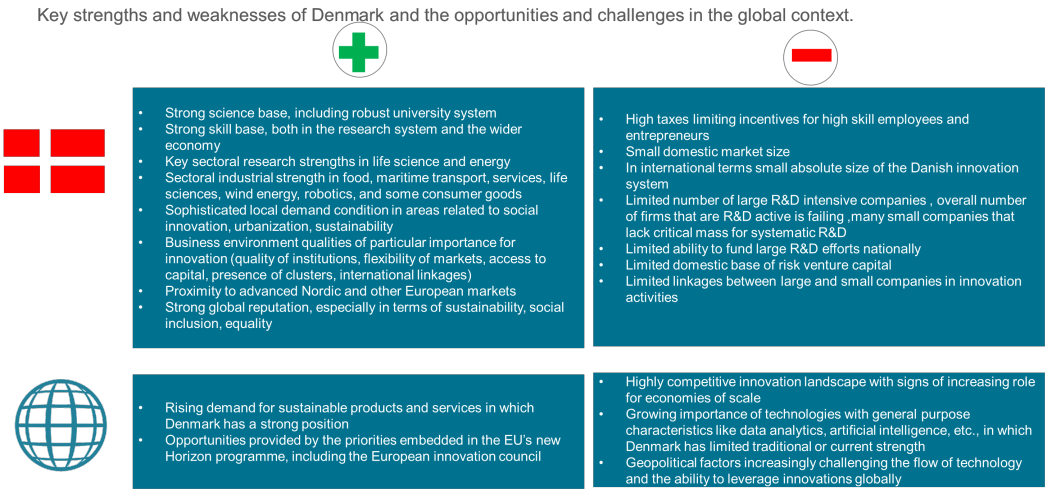 Key strengths and weaknesses of Denmark and the opportunities and challenges in the global context.
• Strong science base, including robust university system
• Strong skill base, both in the research system and the wider
economy
• Key sectoral research strengths in life science and energy
• Sectoral industrial strength in food, maritime transport, services, life
sciences, wind energy, robotics, and some consumer goods
• Sophisticated local demand condition in areas related to social
innovation, urbanization, sustainability
• Business environment qualities of particular importance for
innovation (quality of institutions, flexibility of markets, access to
capital, presence of clusters, international linkages)
• Proximity to advanced Nordic and other European markets
• Strong global reputation, especially in terms of sustainability, social
inclusion, equality
• High taxes limiting incentives for high skill employees and
entrepreneurs
• Small domestic market size
• In international terms small absolute size of the Danish innovation
system
• Limited number of large R&D intensive companies , overall number
of firms that are R&D active is failing ,many small companies that
lack critical mass for systematic R&D
• Limited ability to fund large R&D efforts nationally
• Limited domestic base of risk venture capital
• Limited linkages between large and small companies in innovation
activities
• Rising demand for sustainable products and services in which
Denmark has a strong position
• Opportunities provided by the priorities embedded in the EU's new
Horizon programme, including the European innovation council
• Highly competitive innovation landscape with signs of increasing role
for economies of scale
• Growing importance of technologies with general purpose
characteristics like data analytics, artificial intelligence, etc., in which
Denmark has limited traditional or current strength
• Geopolitical factors increasingly challenging the flow of technology
and the ability to leverage innovations globally